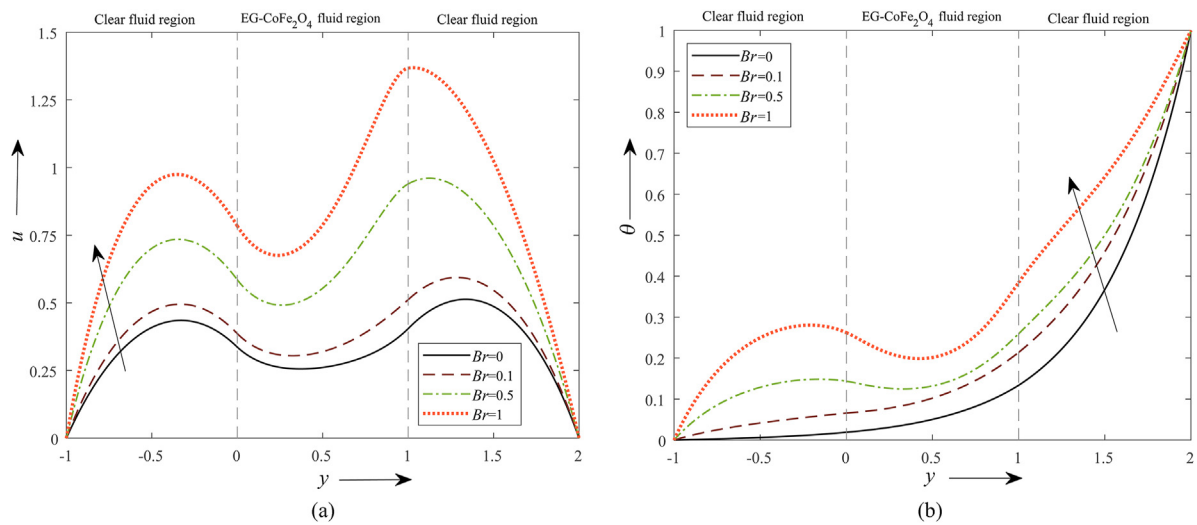 Clear fluid region EG-CoFe₂O₄ fluid region Clear fluid region
1.5
1.25
1
0.75
0.5
0.25
0
u
Br=0
Br=0.1
Br=0.5
Br=1
-1 -0.5 0 0.5 1 1.5 2
y
(a)
Clear fluid region EG-CoFe₂O₄ fluid region Clear fluid region
1
0.9
0.8
0.7
0.6
0.5
0.4
0.3
0.2
0.1
0
θ
Br=0
Br=0.1
Br=0.5
Br=1
-1 -0.5 0 0.5 1 1.5 2
y
(b)